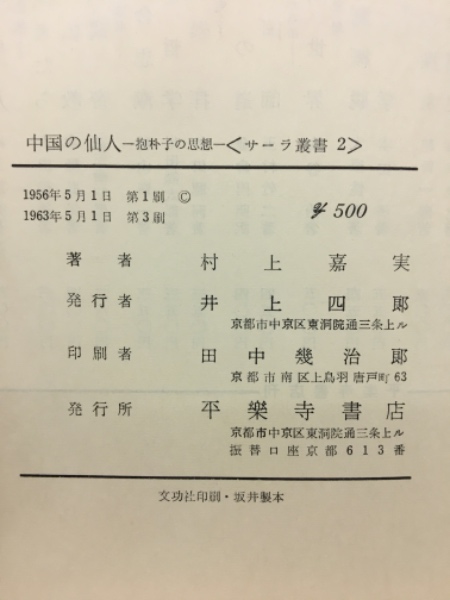 中国の仙人―抱朴子の思想―＜サーラ叢書 2＞
1956年5月1日 第1刷 ©
1963年5月1日 第3刷
¥ 500
著者 村上嘉実
発行者 井上四郎
京都市中京区東洞院通三条上ル
印刷者 田中幾治郎
京都市南区上鳥羽唐戸町63
発行所 平樂寺書店
京都市中京区東洞院通三条上ル
振替口座京都613番
文功社印刷・坂井製本